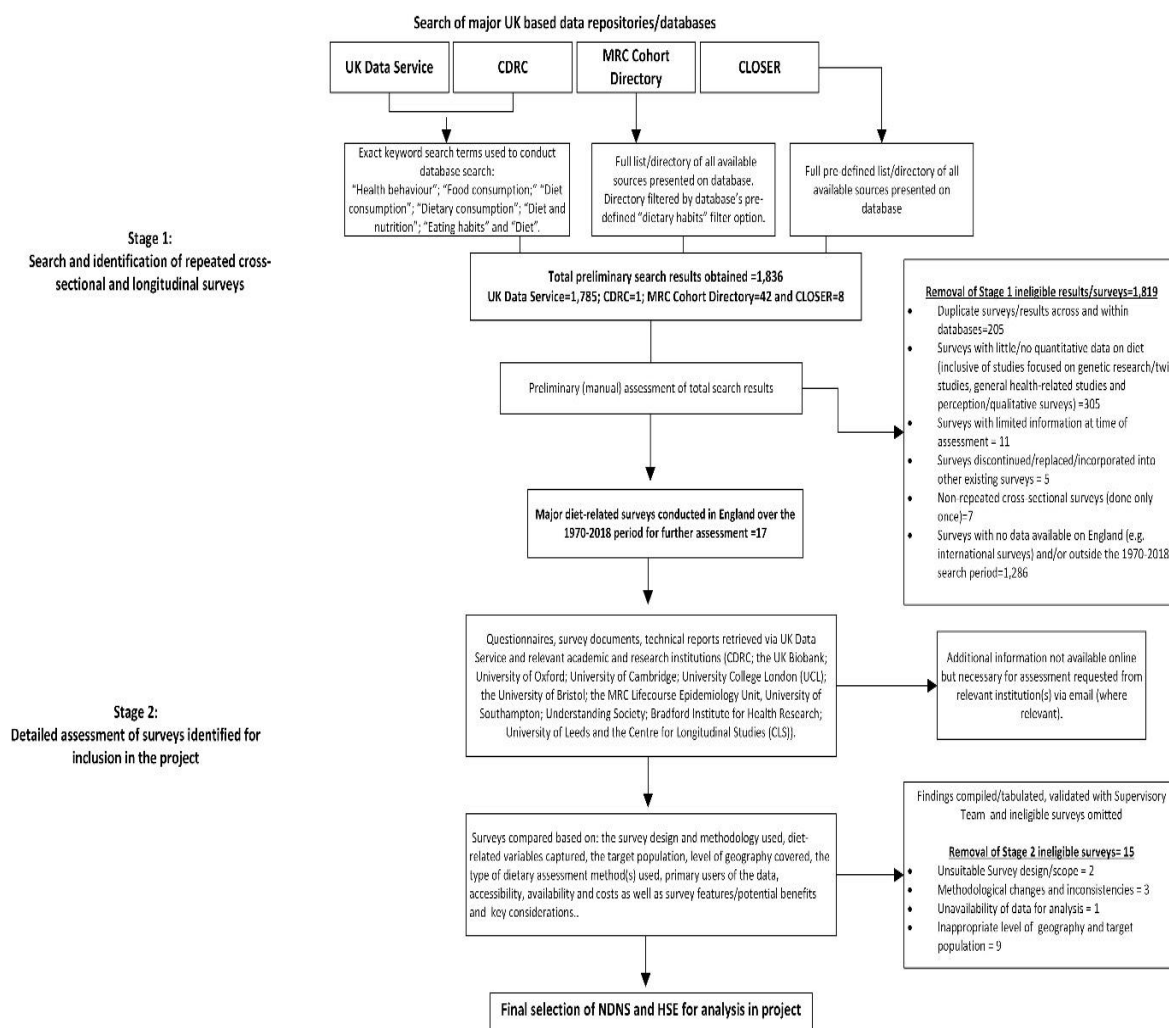 Search of major UK based data repositories/databases
UK Data Service
CDRC
MRC Cohort
Directory
CLOSER
Exact keyword search terms used to conduct
database search:
"Health behaviour"; "Food consumption;" "Diet
consumption"; "Dietary consumption"; "Diet and
nutrition"; "Eating habits" and "Diet".
Full list/directory of all available
sources presented on database.
Directory filtered by database's pre-
defined "dietary habits" filter option.
Full pre-defined list/directory of all
available sources presented on
database
Stage 1:
Search and identification of repeated cross-
sectional and longitudinal surveys
Total preliminary search results obtained =1,836
UK Data Service=1,785; CDRC=1; MRC Cohort Directory=42 and CLOSER=8
Preliminary (manual) assessment of total search results
Removal of Stage 1 ineligible results/surveys=1,819
• Duplicate surveys/results across and within
databases=205
• Surveys with little/no quantitative data on diet
(inclusive of studies focused on genetic research/twi
studies, general health-related studies and
perception/qualitative surveys) =305
• Surveys with limited information at time of
assessment = 11
• Surveys discontinued/replaced/incorporated into
other existing surveys = 5
• Non-repeated cross-sectional surveys (done only
once)=7
• Surveys with no data available on England (e.g.
international surveys) and/or outside the 1970-2018
search period=1,286
Major diet-related surveys conducted in England over the
1970-2018 period for further assessment =17
Stage 2:
Detailed assessment of surveys identified for
inclusion in the project
Questionnaires, survey documents, technical reports retrieved via UK Data
Service and relevant academic and research institutions (CDRC; the UK Biobank;
University of Oxford; University of Cambridge; University College London (UCL);
the University of Bristol; the MRC Lifecourse Epidemiology Unit, University of
Southampton; Understanding Society; Bradford Institute for Health Research;
University of Leeds and the Centre for Longitudinal Studies (CLS)).
Additional information not available online
but necessary for assessment requested from
relevant institution(s) via email (where
relevant).
Surveys compared based on: the survey design and methodology used, diet-
related variables captured, the target population, level of geography covered, the
type of dietary assessment method(s) used, primary users of the data,
accessibility, availability and costs as well as survey features/potential benefits
and key considerations..
Findings compiled/tabulated, validated with Supervisory
Team and ineligible surveys omitted
Removal of Stage 2 ineligible surveys= 15
• Unsuitable Survey design/scope = 2
• Methodological changes and inconsistencies = 3
• Unavailability of data for analysis = 1
• Inappropriate level of geography and target
population = 9
Final selection of NDNS and HSE for analysis in project